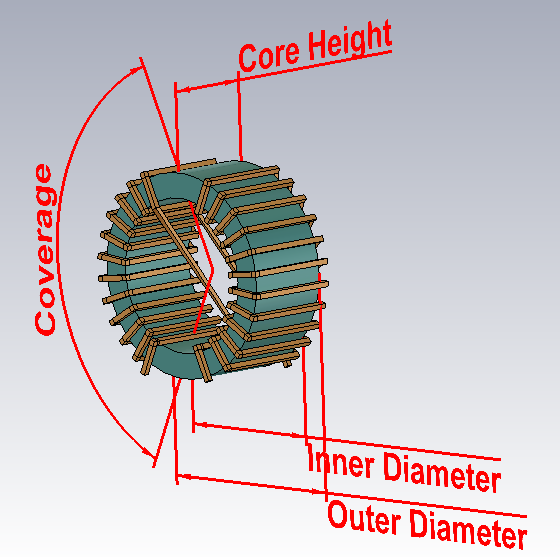 Core Height
Coverage
Inner Diameter
Outer Diameter